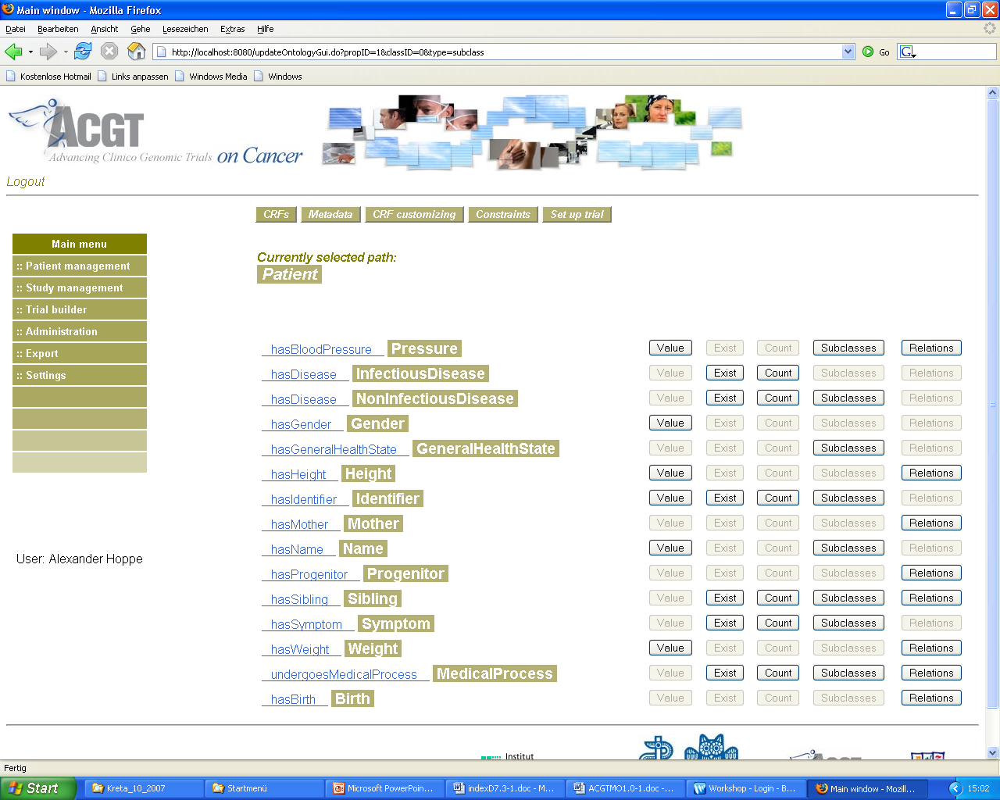 Main window - Mozilla Firefox
Datei Bearbeiten Ansicht Gehe Lesezeichen Extras Hilfe
http://localhost:8080/updateOntologyGui.do?propID=1&classID=0&type=subclass Go G
Kostenlose Hotmail Links anpassen Windows Media Windows
ACGT
Advancing Clinico Genomic Trials on Cancer
Logout
CRFs Metadata CRF customizing Constraints Set up trial
Main menu
:: Patient management
:: Study management
:: Trial builder
:: Administration
:: Export
:: Settings
User: Alexander Hoppe
Currently selected path:
Patient
hasBloodPressure Pressure Value Exist Count Subclasses Relations
hasDisease InfectiousDisease Value Exist Count Subclasses Relations
hasDisease NonInfectiousDisease Value Exist Count Subclasses Relations
hasGender Gender Value Exist Count Subclasses Relations
hasGeneralHealthState GeneralHealthState Value Exist Count Subclasses Relations
hasHeight Height Value Exist Count Subclasses Relations
hasIdentifier Identifier Value Exist Count Subclasses Relations
hasMother Mother Value Exist Count Subclasses Relations
hasName Name Value Exist Count Subclasses Relations
hasProgenitor Progenitor Value Exist Count Subclasses Relations
hasSibling Sibling Value Exist Count Subclasses Relations
hasSymptom Symptom Value Exist Count Subclasses Relations
hasWeight Weight Value Exist Count Subclasses Relations
undergoesMedicalProcess MedicalProcess Value Exist Count Subclasses Relations
hasBirth Birth Value Exist Count Subclasses Relations
Institut
Fertig
Start Kreta_10_2007 Startmenü Microsoft PowerPoin... indexD7.3-1.doc - M... ACGTMO1.0-1.doc -... Workshop - Login - B... Main window - Mozill... 15:02